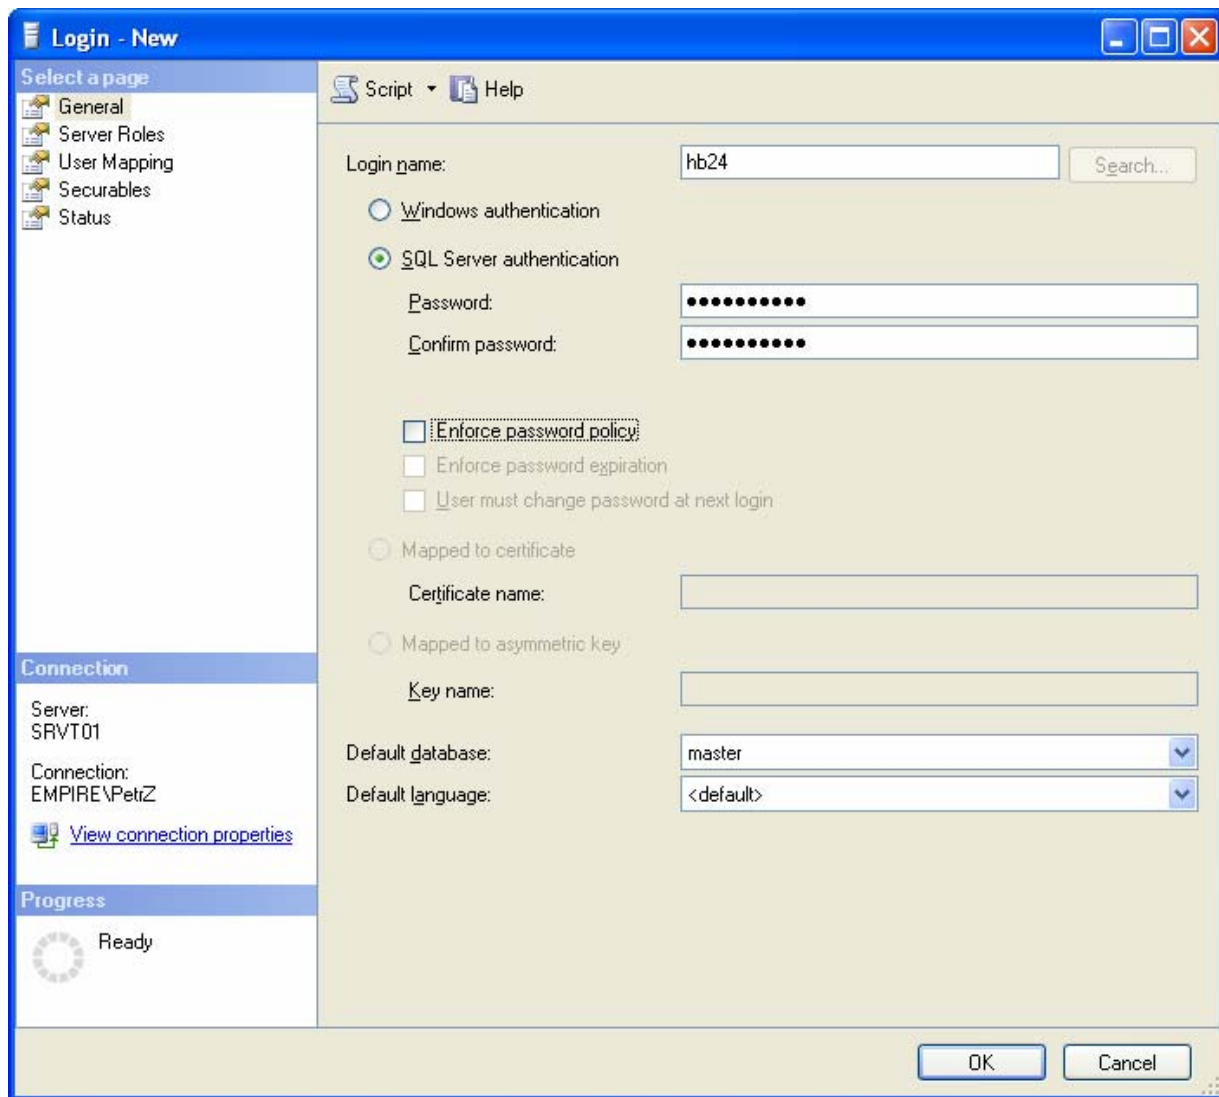 Login - New
Select a page
General
Server Roles
User Mapping
Securables
Status
Script Help
Login name: hb24 Search...
Windows authentication
SQL Server authentication
Password: ●●●●●●●●●●
Confirm password: ●●●●●●●●●●
Enforce password policy
Enforce password expiration
User must change password at next login
Mapped to certificate
Certificate name:
Mapped to asymmetric key
Key name:
Default database: master
Default language: <default>
Connection
Server:
SRVT01
Connection:
EMPIRE\PetrZ
View connection properties
Progress
Ready
OK Cancel